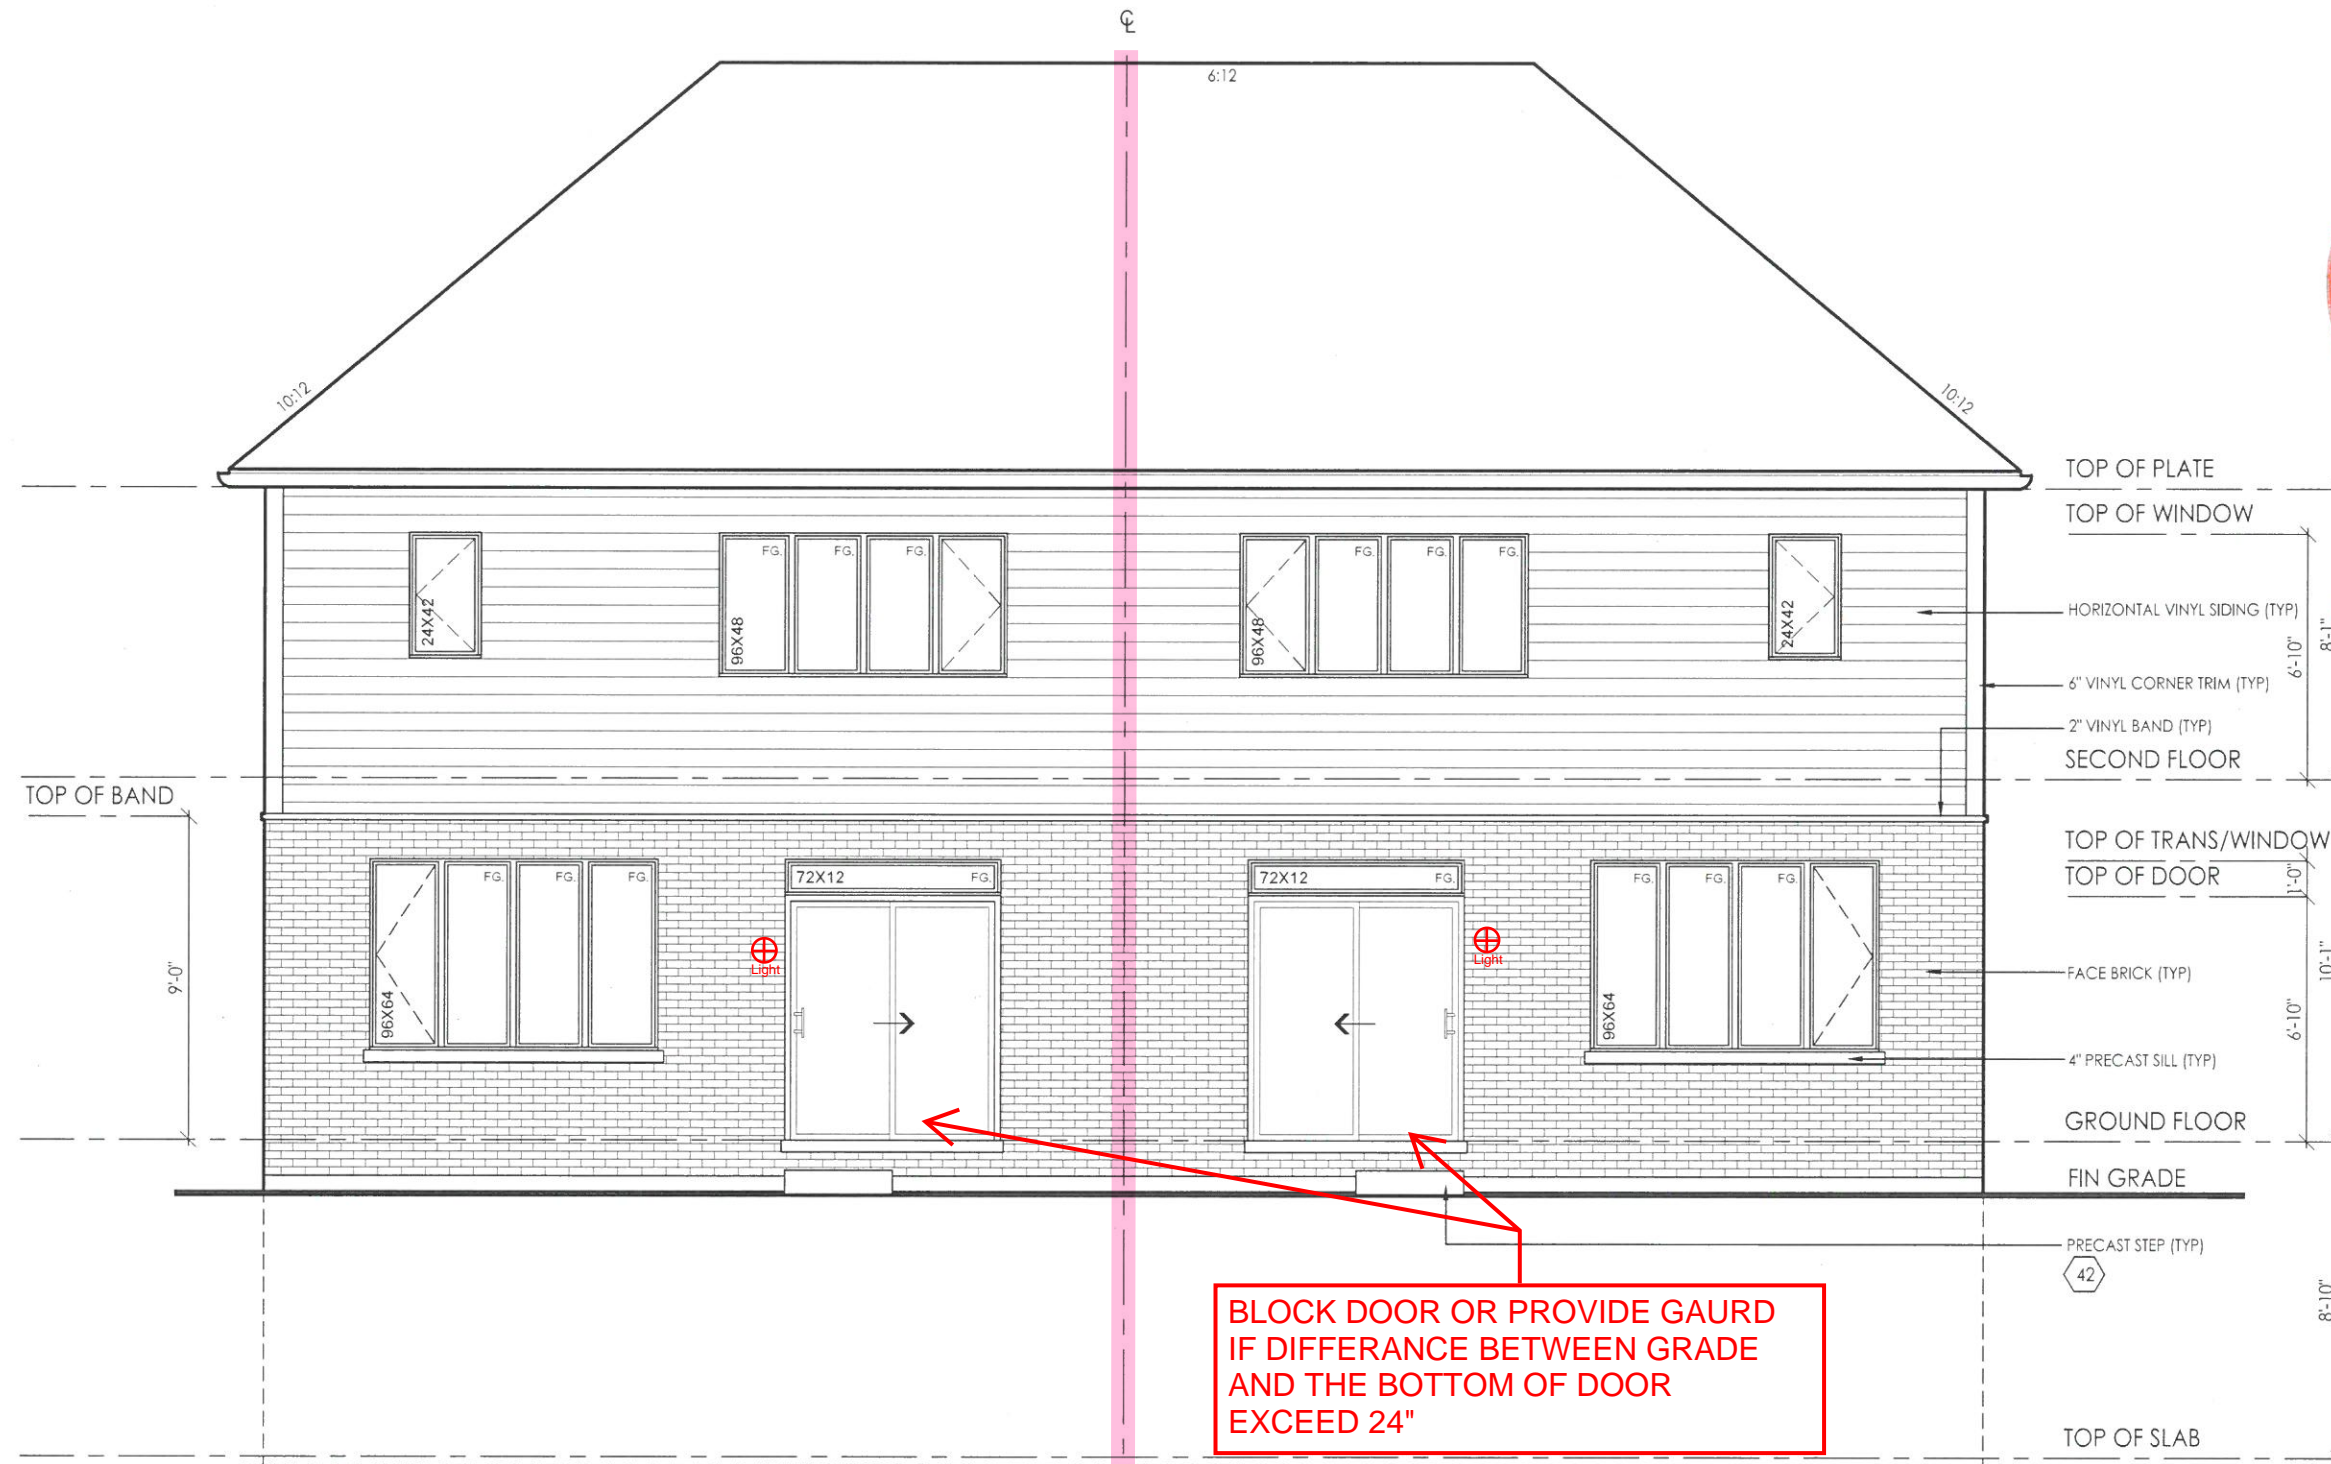 ℄
6:12
10:12
10:12
TOP OF PLATE
TOP OF WINDOW
FG.
FG.
FG.
FG.
FG.
FG.
24X42
96X48
96X48
24X42
HORIZONTAL VINYL SIDING (TYP)
8'-1"
6'-10"
6" VINYL CORNER TRIM (TYP)
2" VINYL BAND (TYP)
SECOND FLOOR
TOP OF BAND
TOP OF TRANS/WINDOW
TOP OF DOOR
1'-0"
FG.
FG.
FG.
72X12
FG.
72X12
FG.
FG.
FG.
FG.
Light
Light
9'-0"
FACE BRICK (TYP)
10'-1"
96X64
96X64
6'-10"
4" PRECAST SILL (TYP)
GROUND FLOOR
FIN GRADE
PRECAST STEP (TYP)
42
8'-10"
BLOCK DOOR OR PROVIDE GAURD
IF DIFFERANCE BETWEEN GRADE
AND THE BOTTOM OF DOOR
EXCEED 24"
TOP OF SLAB